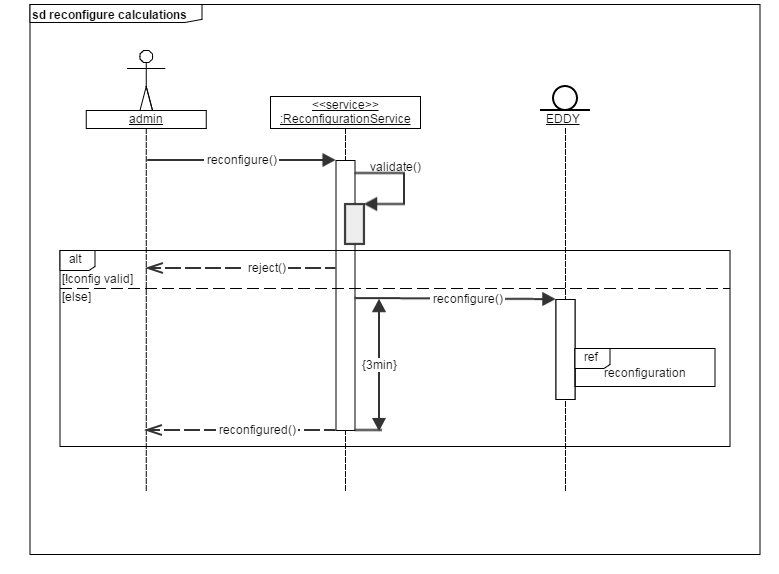 sd reconfigure calculations
<<service>>
:ReconfigurationService
admin
EDDY
reconfigure()
validate()
alt
reject()
[!config valid]
[else]
reconfigure()
ref
{3min}
reconfiguration
reconfigured()